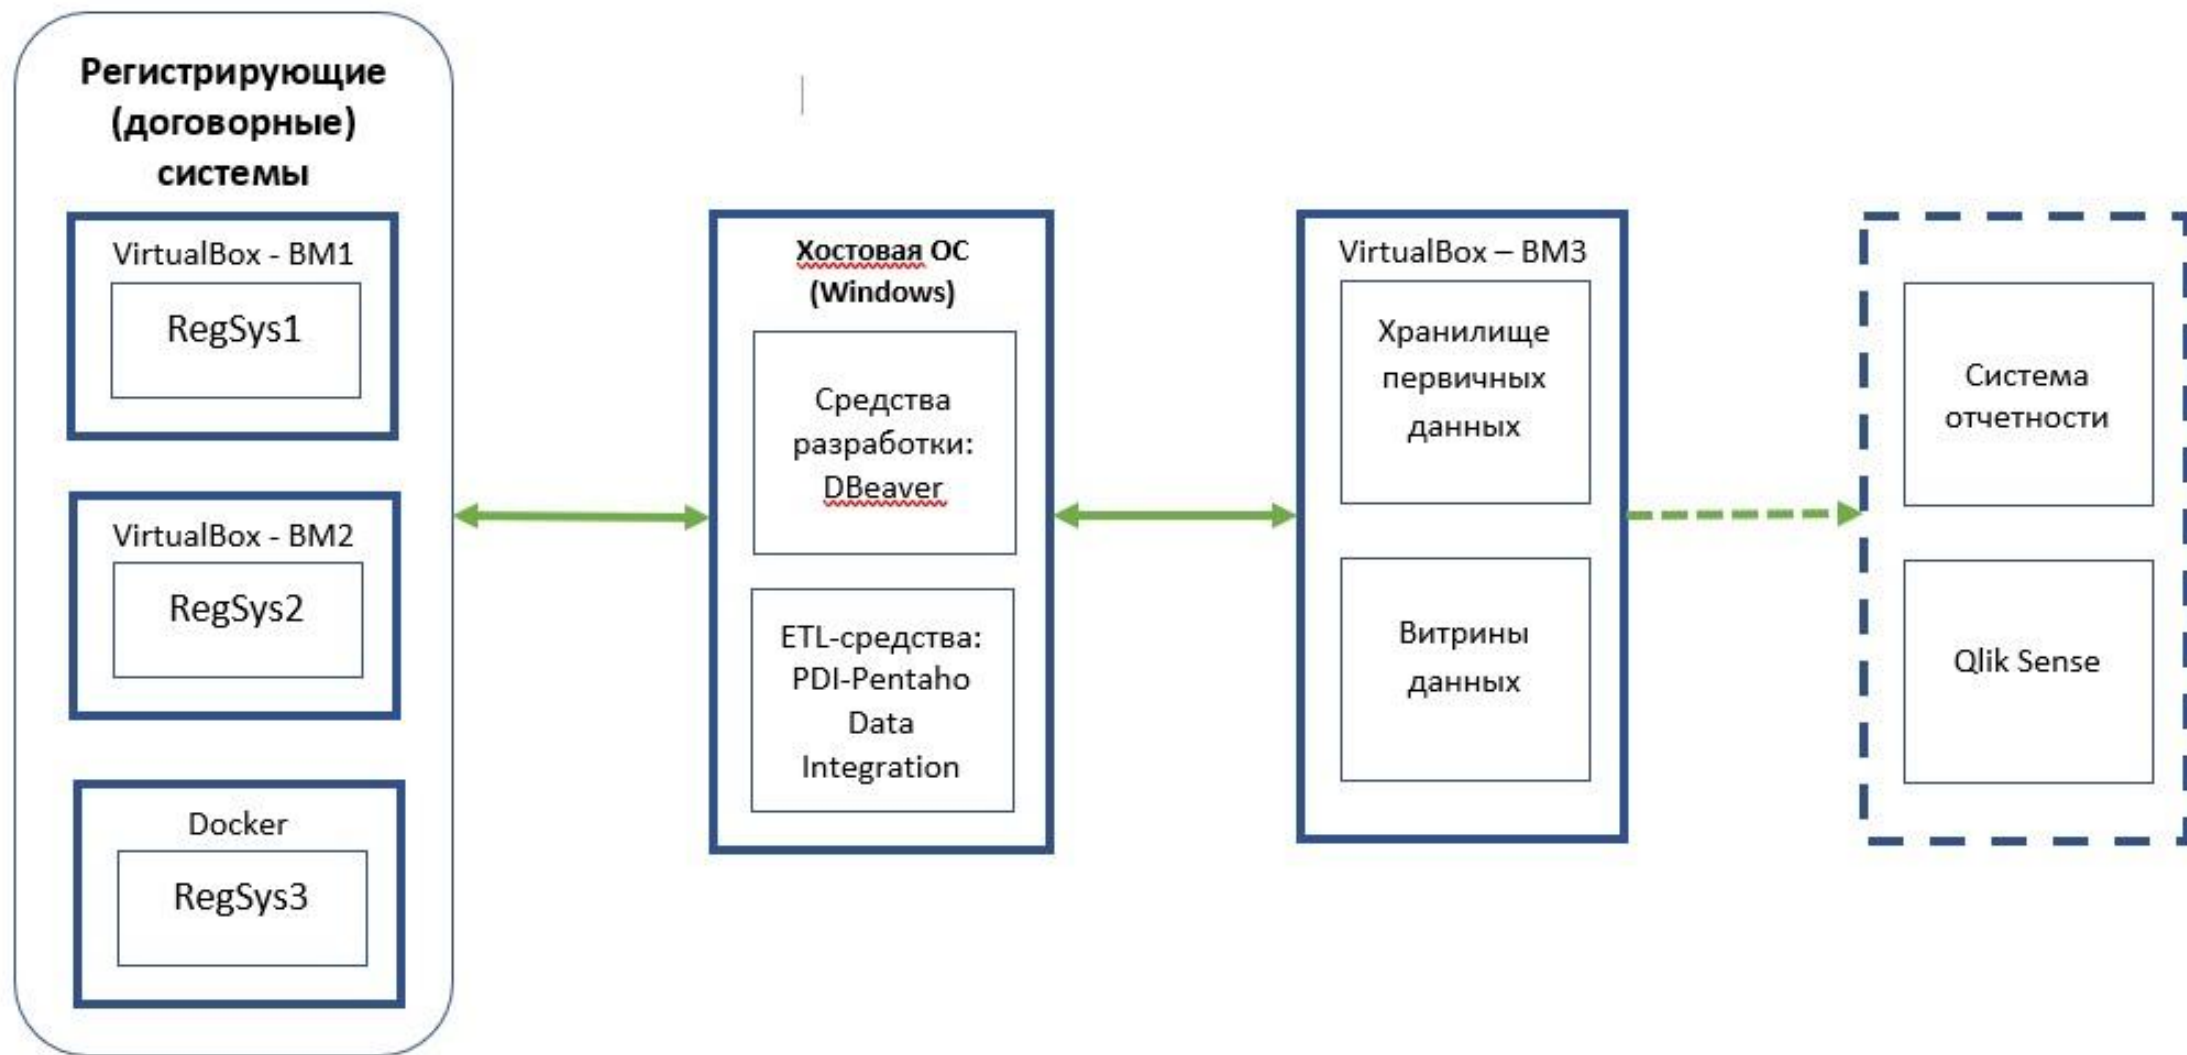 Регистрирующие
(договорные)
системы
VirtualBox - ВМ1
RegSys1
VirtualBox - ВМ2
RegSys2
Docker
RegSys3
Хостовая ОС
(Windows)
Средства
разработки:
DBeaver
ETL-средства:
PDI-Pentaho
Data
Integration
VirtualBox – ВМ3
Хранилище
первичных
данных
Витрины
данных
Система
отчетности
Qlik Sense